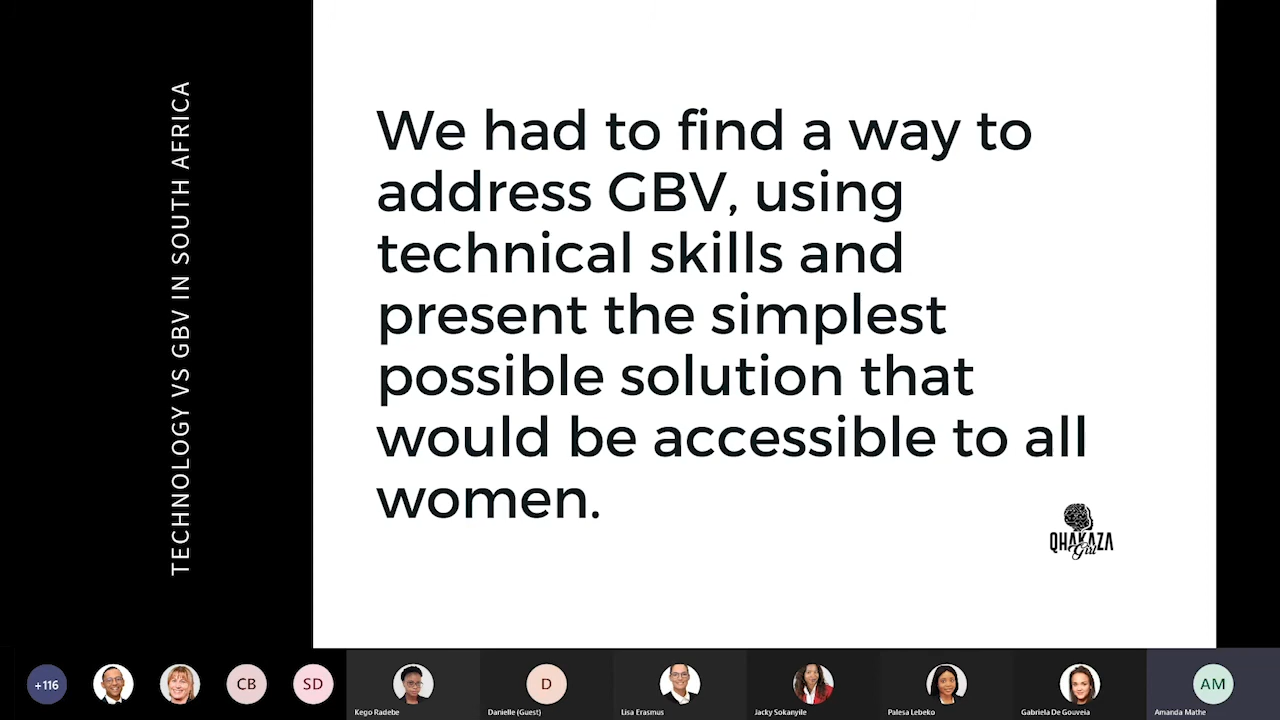 TECHNOLOGY VS GBV IN SOUTH AFRICA
We had to find a way to
address GBV, using
technical skills and
present the simplest
possible solution that
would be accessible to all
women.
QHAKAZA
Girl
+116
CB
SD
Kego Radebe
D
Danielle (Guest)
Lisa Erasmus
Jacky Sokanyile
Palesa Lebeko
Gabriela De Gouveia
AM
Amanda Mathe